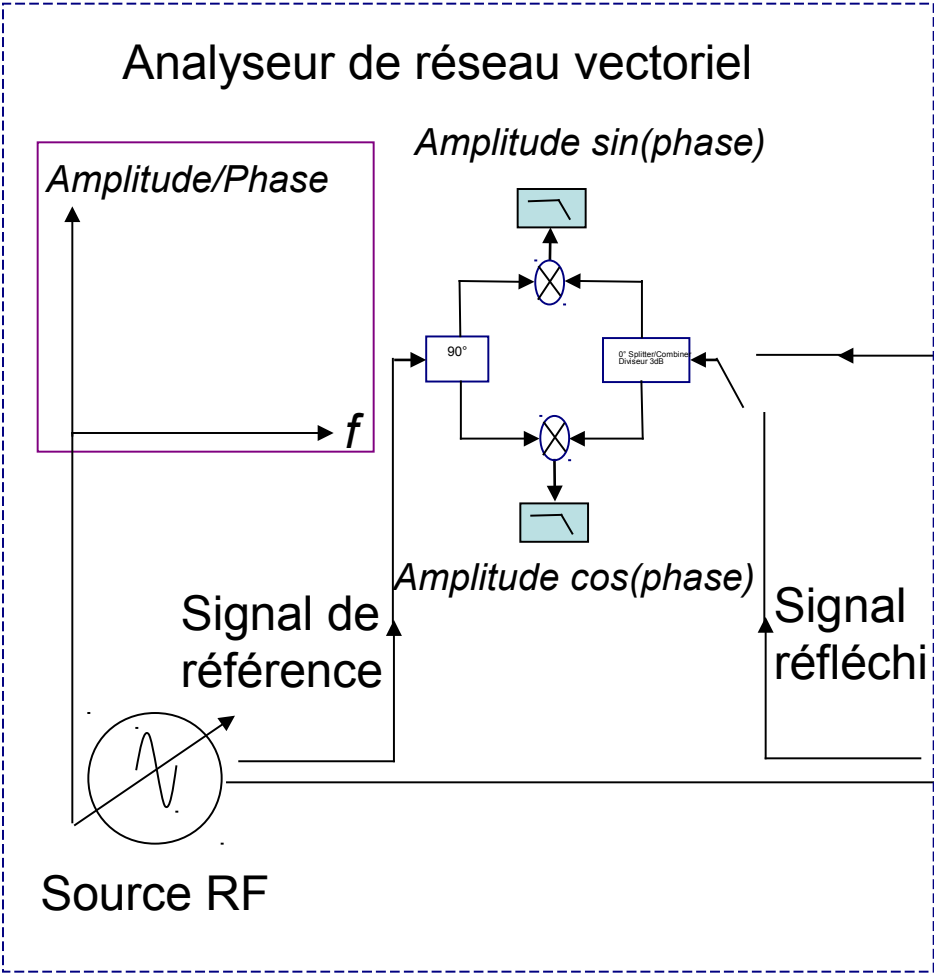 Analyseur de réseau vectoriel
Amplitude sin(phase)
Amplitude/Phase
90°
0° Splitter/Combiner
Diviseur 3dB
f
Amplitude cos(phase)
Signal de
référence
Signal
réfléchi
Source RF